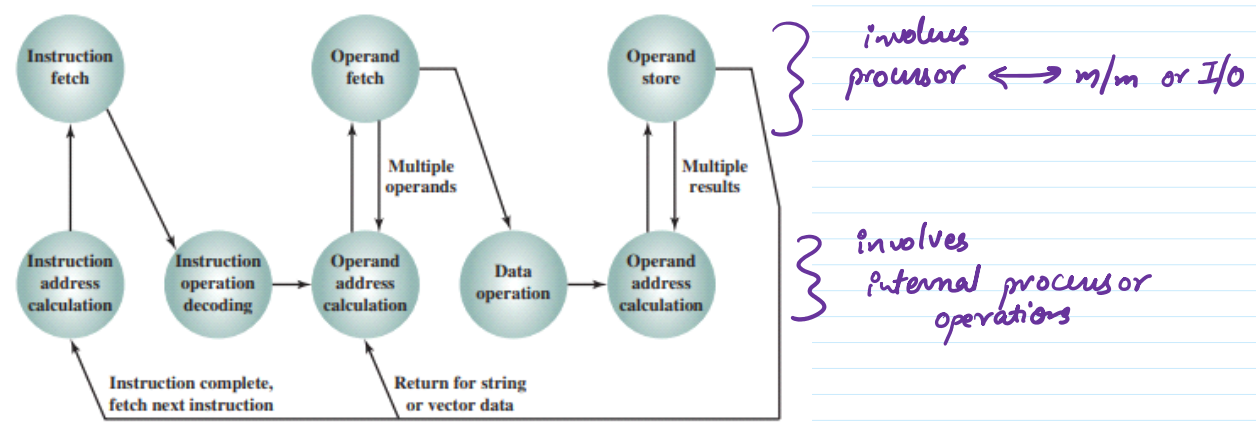 Instruction
fetch
Operand
fetch
Operand
store
involves
processor ⟷ m/m or I/O
Multiple
operands
Multiple
results
Instruction
address
calculation
Instruction
operation
decoding
Operand
address
calculation
Data
operation
Operand
address
calculation
involves
internal processor
operations
Instruction complete,
fetch next instruction
Return for string
or vector data